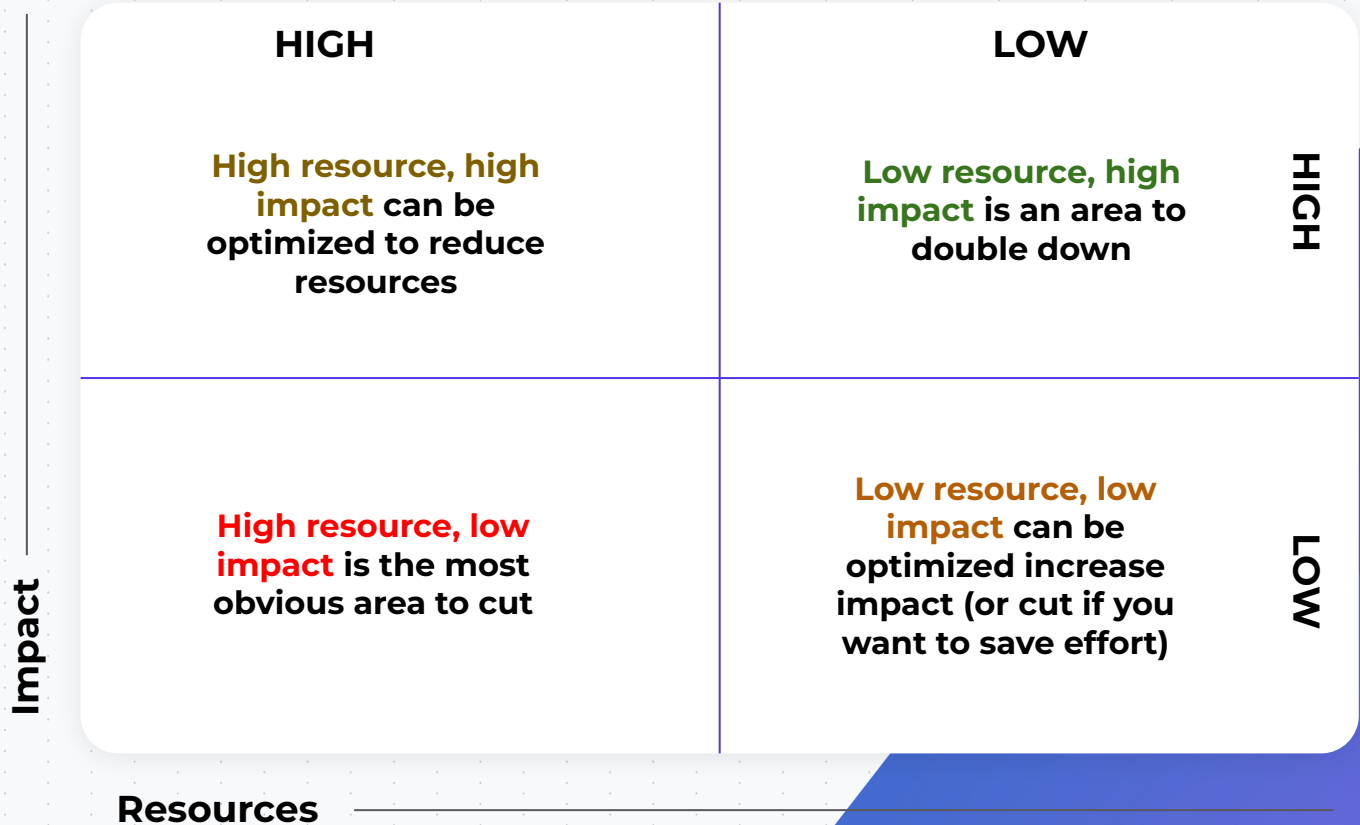 HIGH
LOW
High resource, high
impact can be
optimized to reduce
resources
Low resource, high
impact is an area to
double down
HIGH
High resource, low
impact is the most
obvious area to cut
Low resource, low
impact can be
optimized increase
impact (or cut if you
want to save effort)
LOW
Impact
Resources